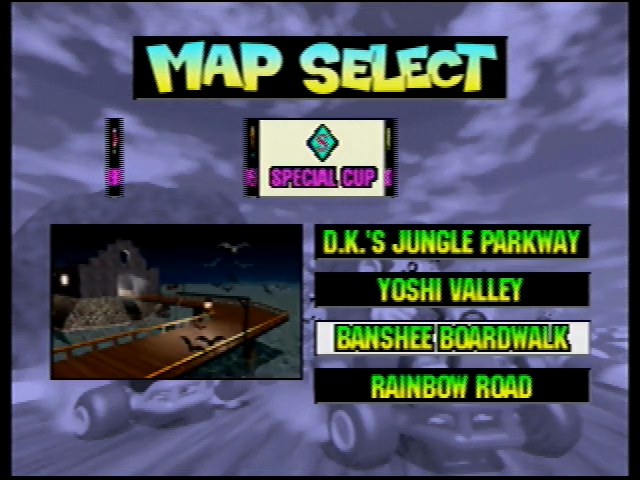 MAP SELECT
S
SPECIAL CUP
D.K.'S JUNGLE PARKWAY
YOSHI VALLEY
BANSHEE BOARDWALK
RAINBOW ROAD